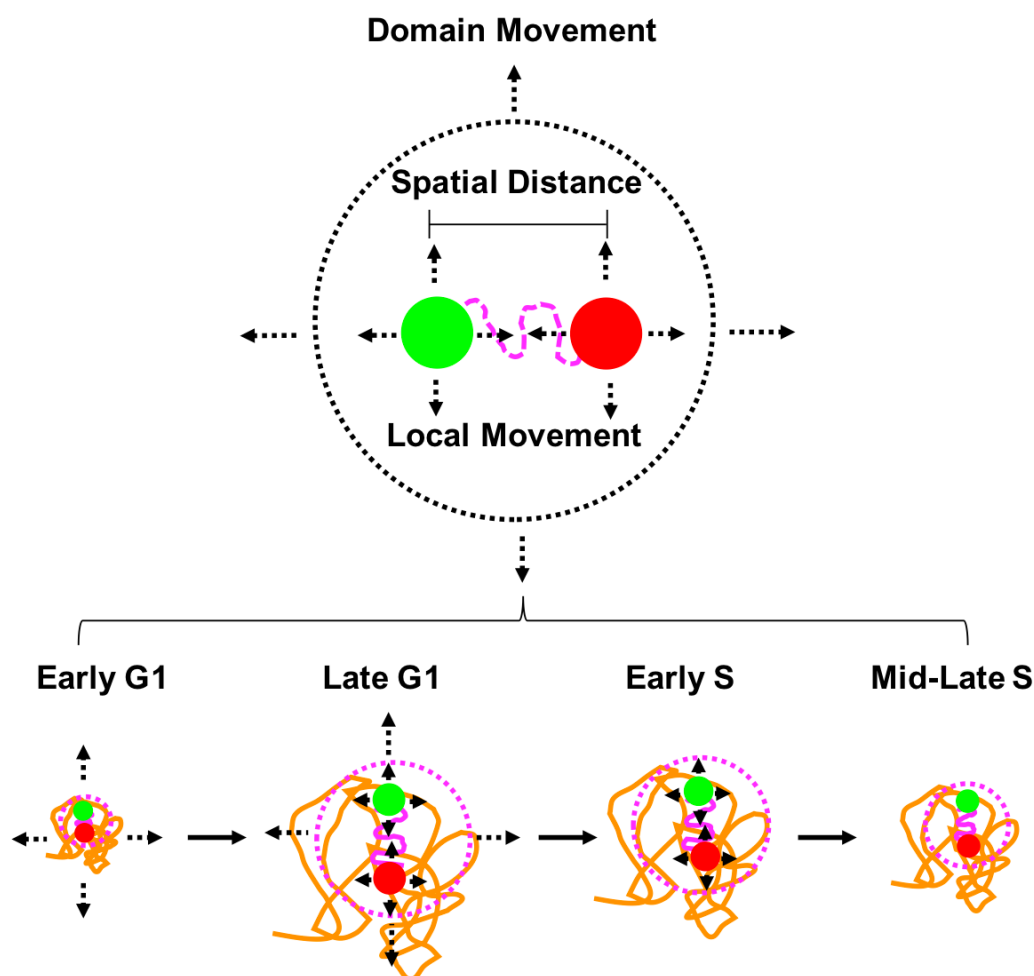 Domain Movement
Spatial Distance
Local Movement
Early G1
Late G1
Early S
Mid-Late S